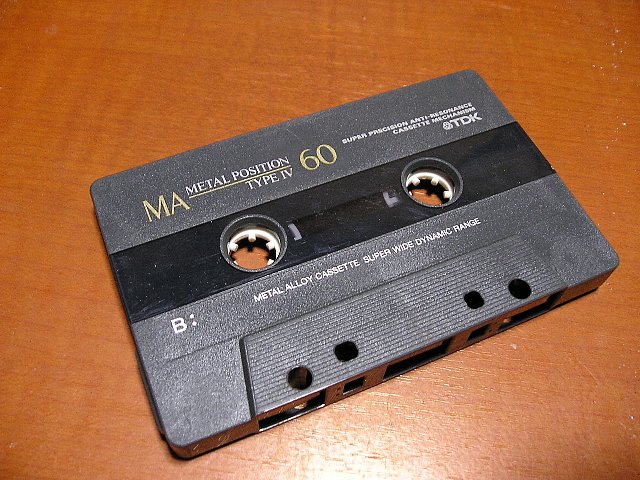 MA METAL POSITION TYPE IV 60
SUPER PRECISION ANTI-RESONANCE
CASSETTE MECHANISM
TDK
METAL ALLOY CASSETTE SUPER WIDE DYNAMIC RANGE
B: